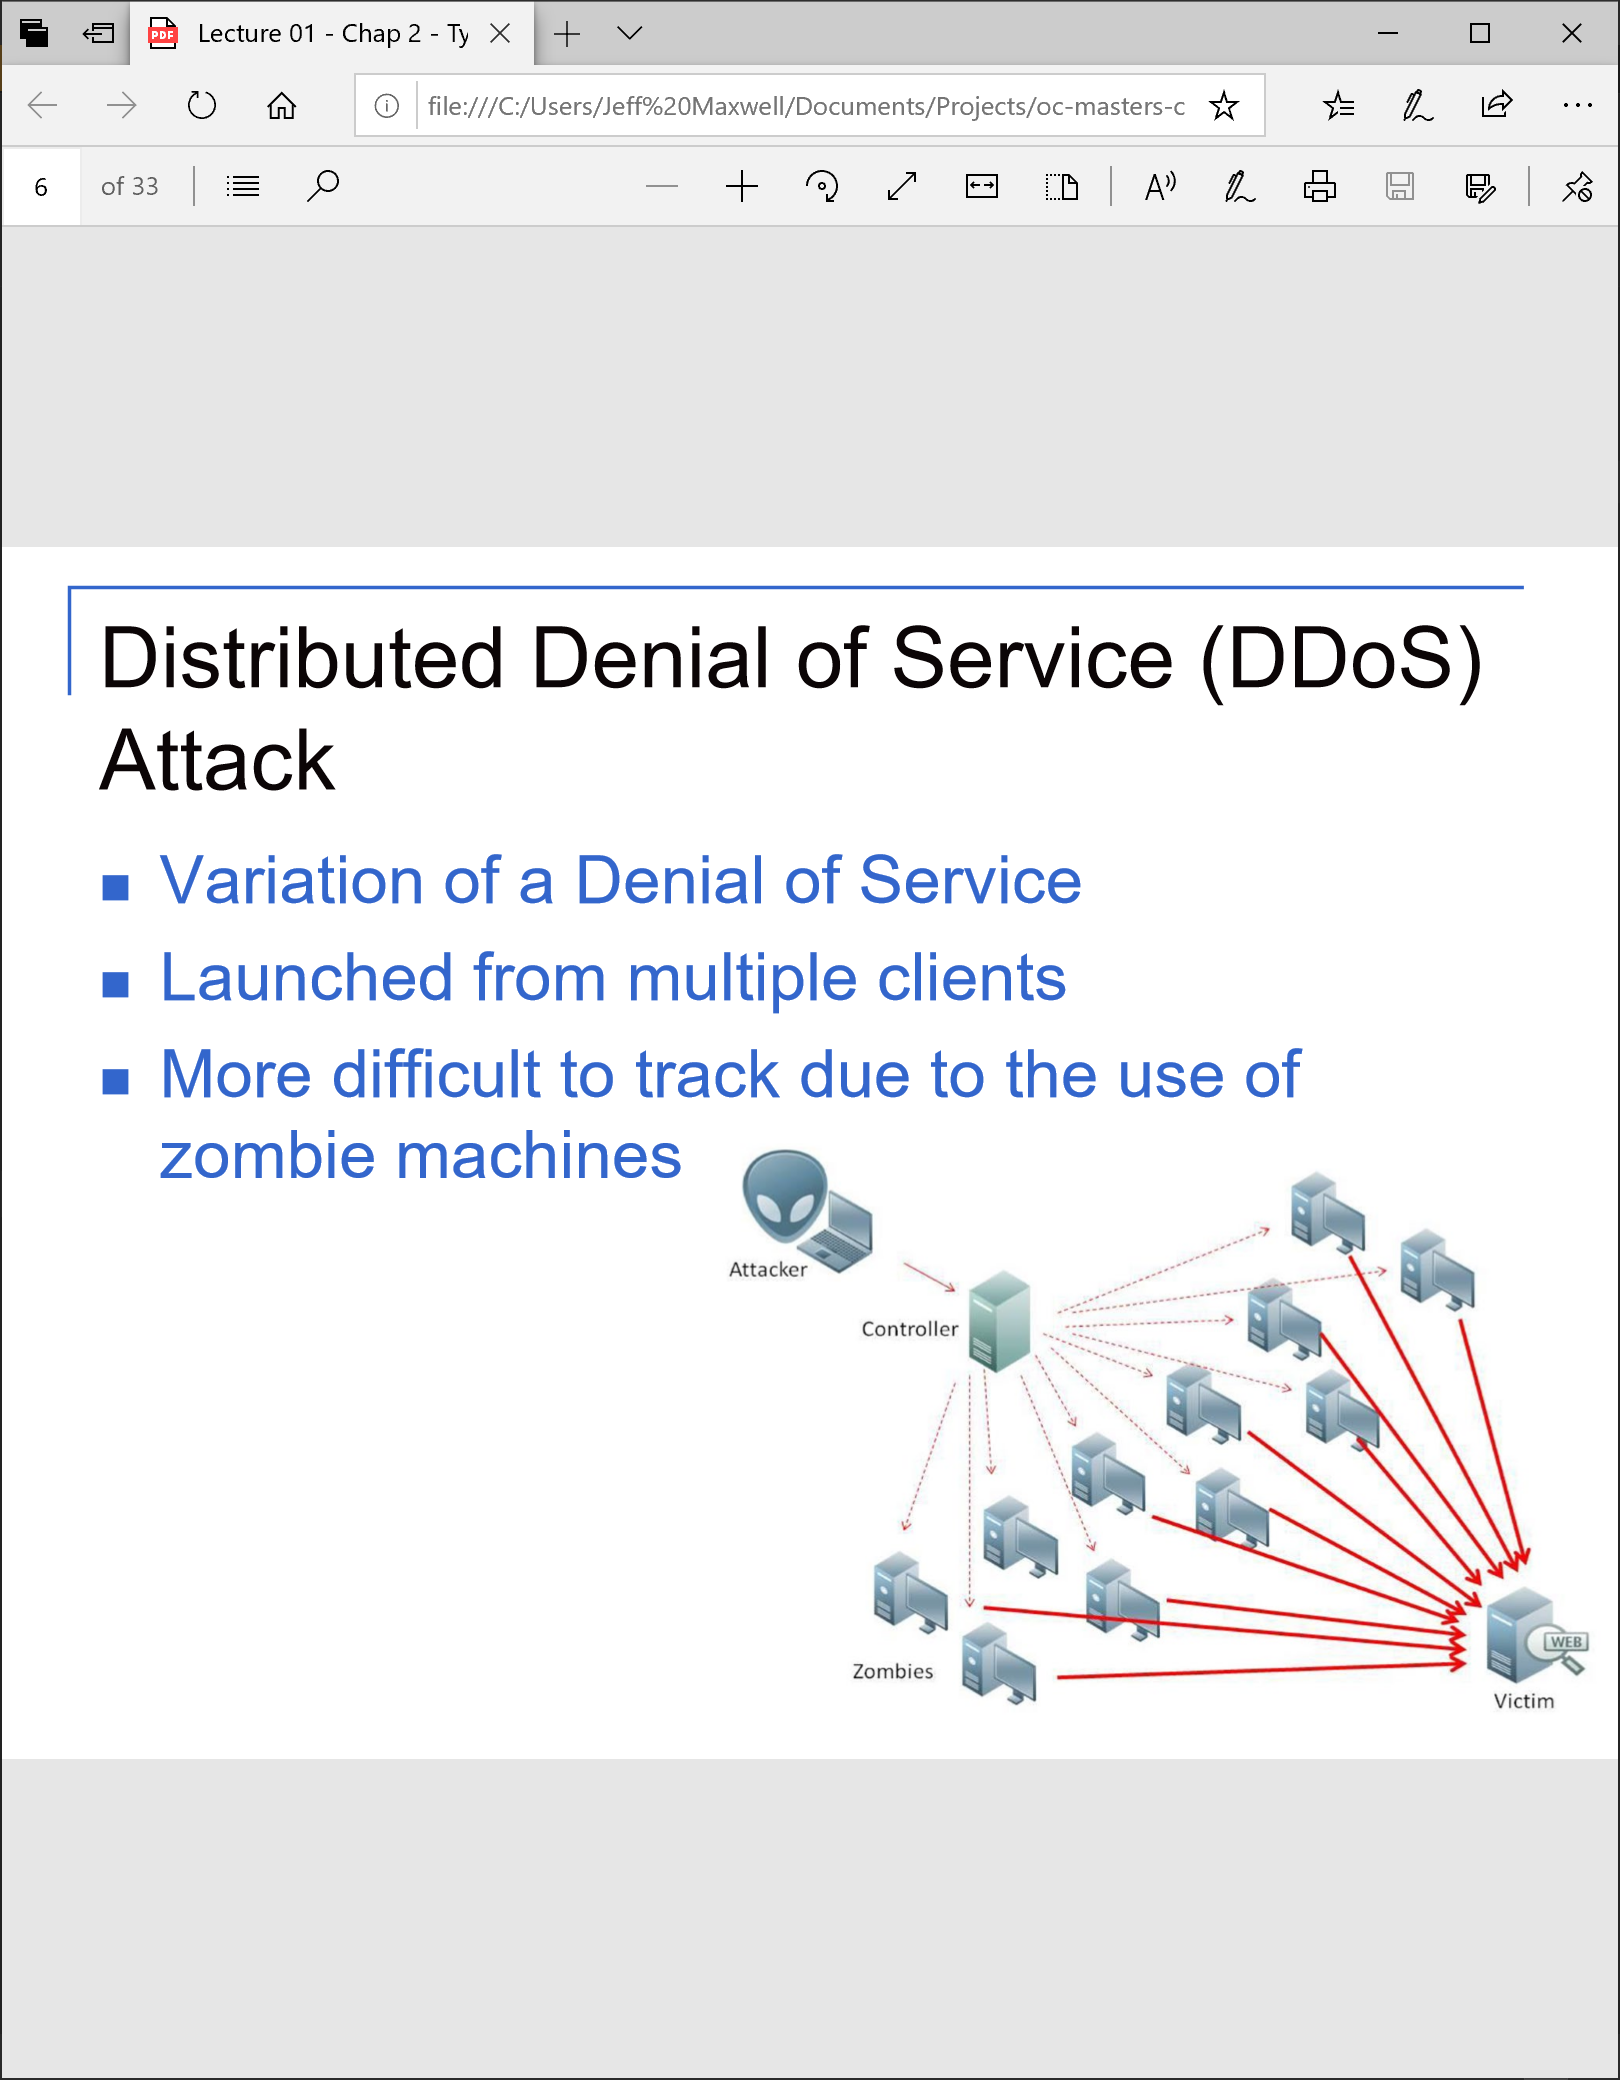 Lecture 01 - Chap 2 - Ty
file:///C:/Users/Jeff%20Maxwell/Documents/Projects/oc-masters-c
6 of 33
Distributed Denial of Service (DDoS)
Attack
Variation of a Denial of Service
Launched from multiple clients
More difficult to track due to the use of
zombie machines
Attacker
Controller
Zombies
WEB
Victim
PDF